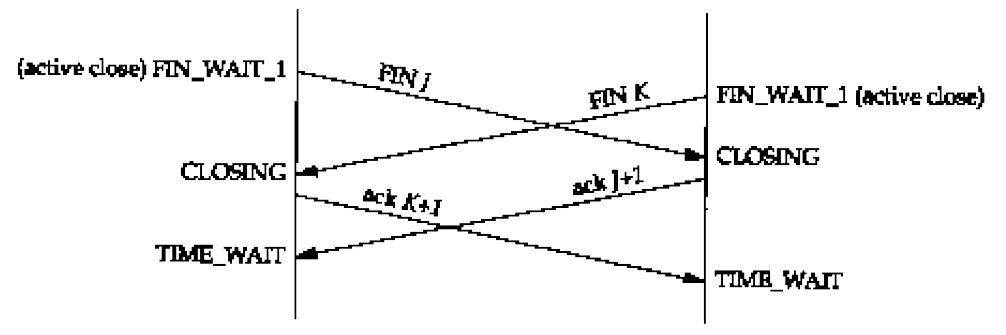 (active close) FIN_WAIT_1
FIN J
FIN K
FIN_WAIT_1 (active close)
CLOSING
CLOSING
ack K+1
ack J+1
TIME_WAIT
TIME_WAIT